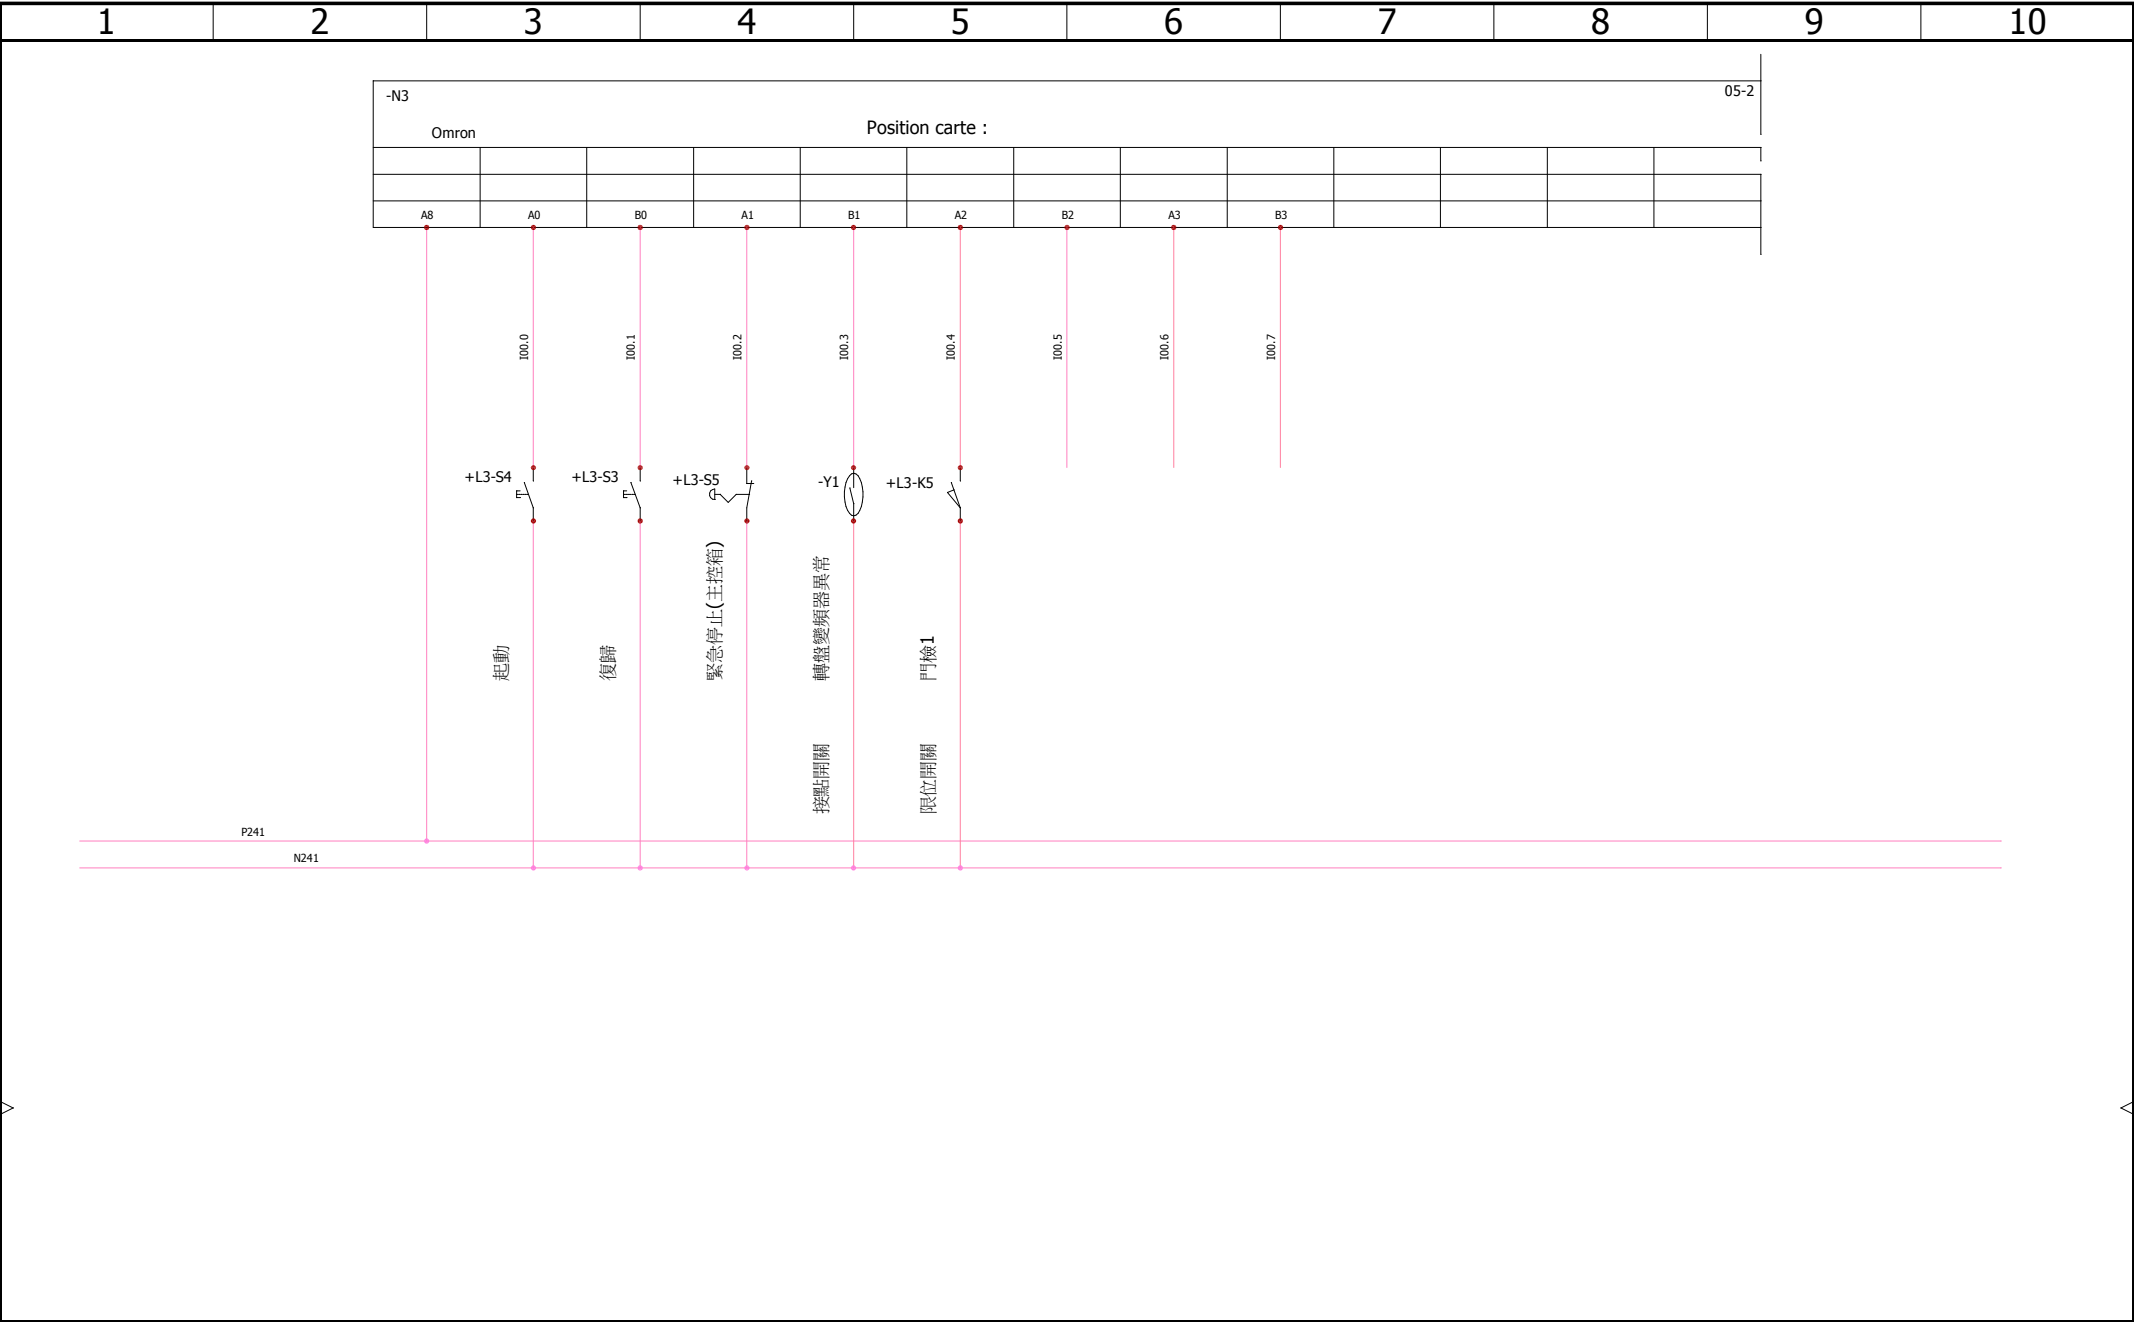 1 2 3 4 5 6 7 8 9 10
-N3 05-2
Omron Position carte :
A8 A0 B0 A1 B1 A2 B2 A3 B3
I00.0 I00.1 I00.2 I00.3 I00.4 I00.5 I00.6 I00.7
+L3-S4 +L3-S3 +L3-S5 -Y1 +L3-K5
起動
復歸
緊急停止(主控箱)
轉盤變頻器異常
門檢1
接點開關
限位開關
P241
N241